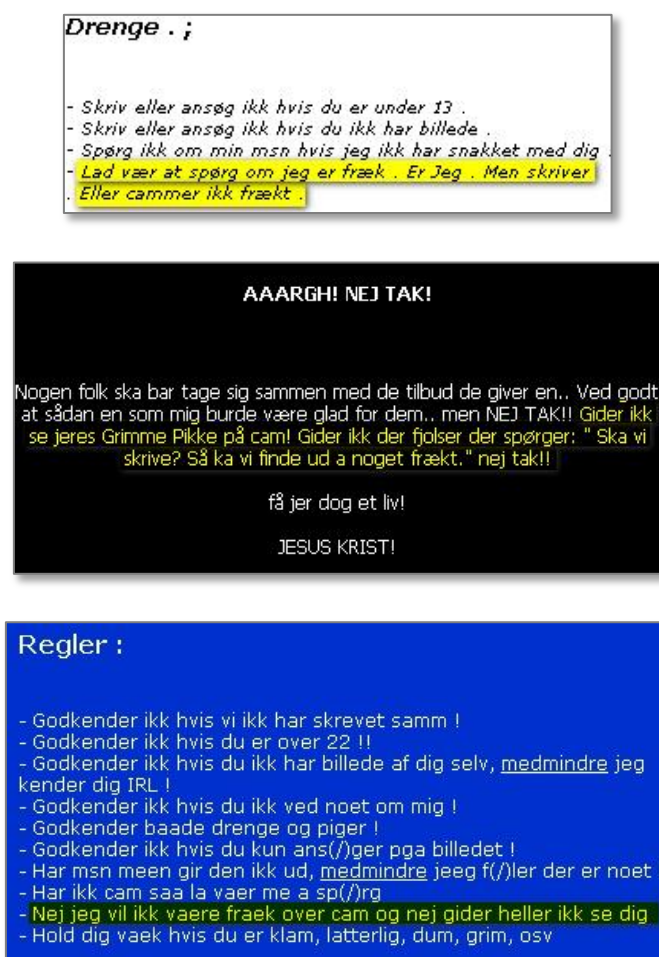 Drenge . ;
- Skriv eller ansøg ikk hvis du er under 13 .
- Skriv eller ansøg ikk hvis du ikk har billede .
- Spørg ikk om min msn hvis jeg ikk har snakket med dig .
- Lad vær at spørg om jeg er fræk . Er Jeg . Men skriver
. Eller cammer ikk frækt .
AAARGH! NEJ TAK!
Nogen folk ska bar tage sig sammen med de tilbud de giver en.. Ved godt
at sådan en som mig burde være glad for dem.. men NEJ TAK!! Gider ikk
se jeres Grimme Pikke på cam! Gider ikk der fjolser der spørger: " Ska vi
skrive? Så ka vi finde ud a noget frækt." nej tak!!
få jer dog et liv!
JESUS KRIST!
Regler :
- Godkender ikk hvis vi ikk har skrevet samm !
- Godkender ikk hvis du er over 22 !!
- Godkender ikk hvis du ikk har billede af dig selv, medmindre jeg
kender dig IRL !
- Godkender ikk hvis du ikk ved noet om mig !
- Godkender baade drenge og piger !
- Godkender ikk hvis du kun ans(/)ger pga billedet !
- Har msn meen gir den ikk ud, medmindre jeeg f(/)ler der er noet
- Har ikk cam saa la vaer me a sp(/)rg
- Nej jeg vil ikk vaere fraek over cam og nej gider heller ikk se dig
- Hold dig vaek hvis du er klam, latterlig, dum, grim, osv